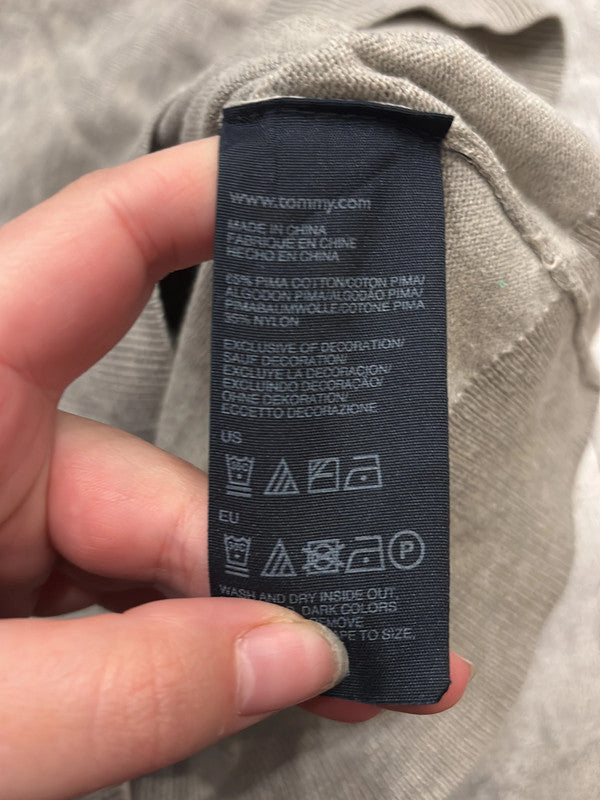 www.tommy.com
MADE IN CHINA
FABRIQUE EN CHINE
HECHO EN CHINA
65% PIMA COTTON/COTON PIMA/
ALGODON PIMA/ALGODÃO PIMA/
PIMABAUMWOLLE/COTONE PIMA
35% NYLON
EXCLUSIVE OF DECORATION/
SAUF DECORATION/
EXCLUYE LA DECORACION/
EXCLUINDO DECORAÇÃO/
OHNE DEKORATION/
ECCETTO DECORAZIONE
US
EU
P
WASH AND DRY INSIDE OUT,
DARK COLORS
REMOVE
TO SIZE,